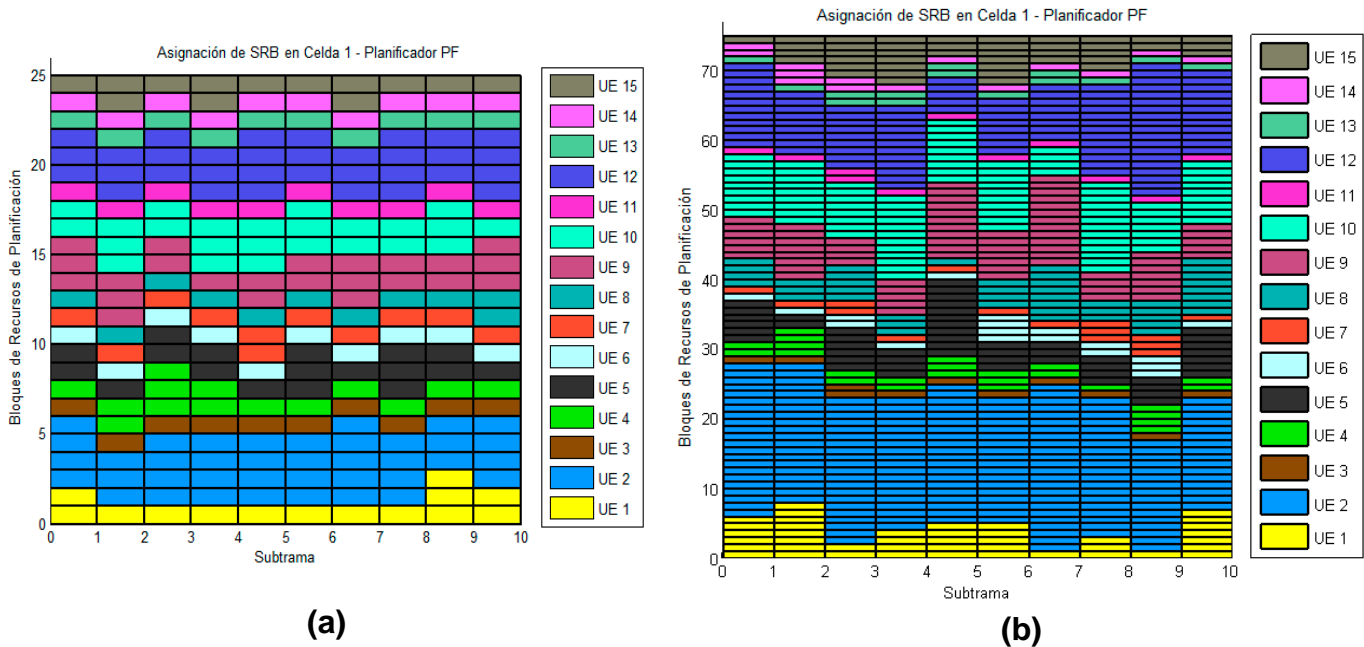 Asignación de SRB en Celda 1 - Planificador PF
Bloques de Recursos de Planificación
25
20
15
10
5
0
0 1 2 3 4 5 6 7 8 9 10
Subtrama
UE 15
UE 14
UE 13
UE 12
UE 11
UE 10
UE 9
UE 8
UE 7
UE 6
UE 5
UE 4
UE 3
UE 2
UE 1
(a)
Asignación de SRB en Celda 1 - Planificador PF
Bloques de Recursos de Planificación
70
60
50
40
30
20
10
0
0 1 2 3 4 5 6 7 8 9 10
Subtrama
UE 15
UE 14
UE 13
UE 12
UE 11
UE 10
UE 9
UE 8
UE 7
UE 6
UE 5
UE 4
UE 3
UE 2
UE 1
(b)